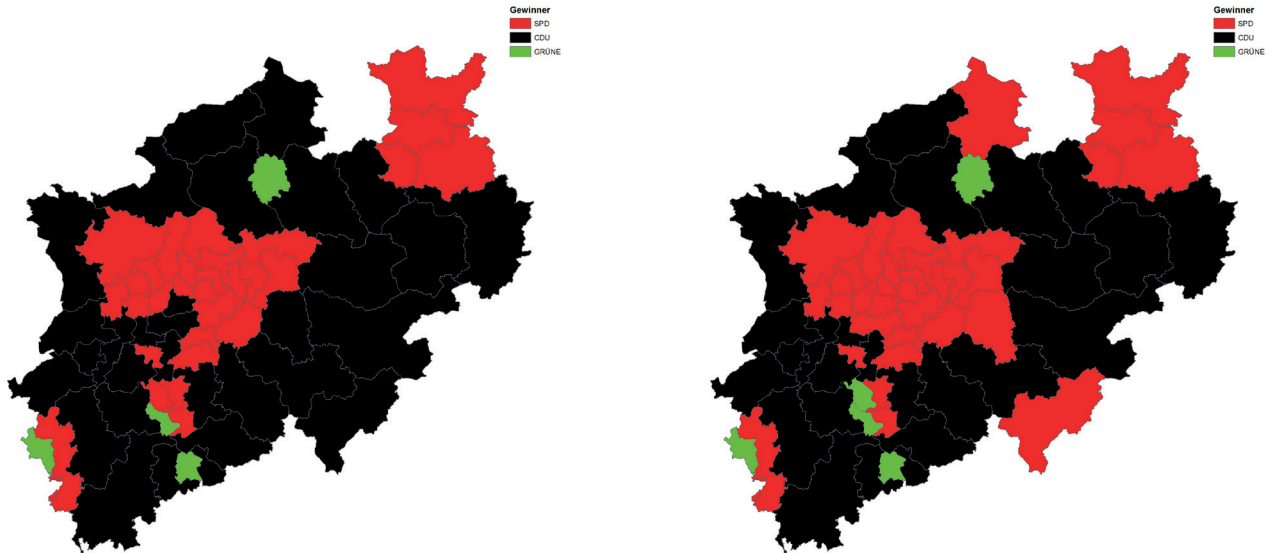 Gewinner
SPD
CDU
GRÜNE
Gewinner
SPD
CDU
GRÜNE